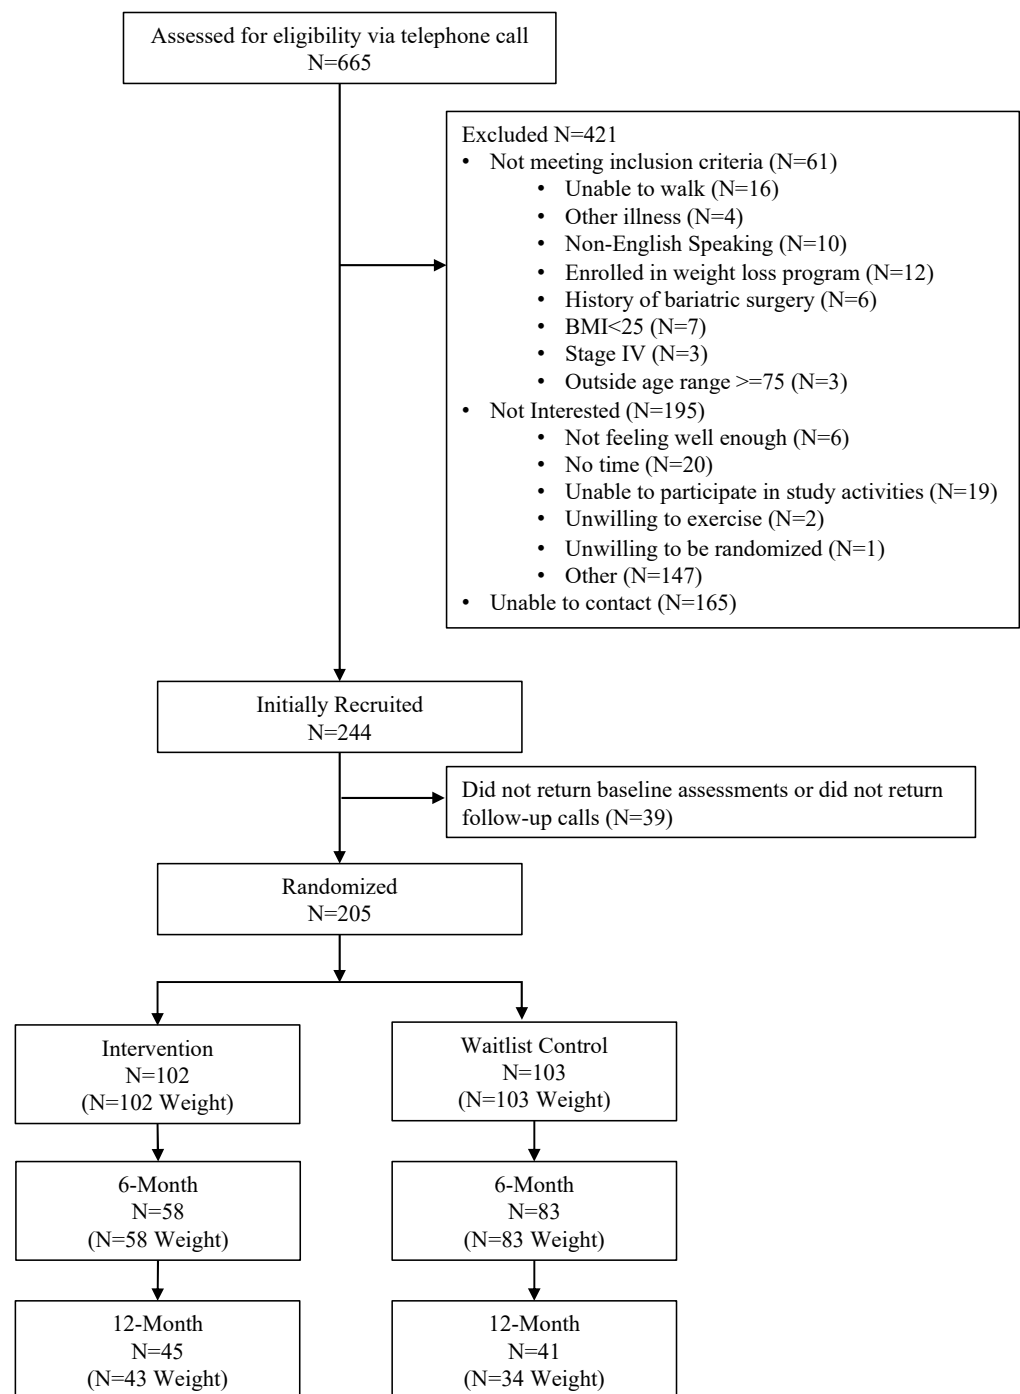 Assessed for eligibility via telephone call
N=665
Excluded N=421
• Not meeting inclusion criteria (N=61)
• Unable to walk (N=16)
• Other illness (N=4)
• Non-English Speaking (N=10)
• Enrolled in weight loss program (N=12)
• History of bariatric surgery (N=6)
• BMI<25 (N=7)
• Stage IV (N=3)
• Outside age range >=75 (N=3)
• Not Interested (N=195)
• Not feeling well enough (N=6)
• No time (N=20)
• Unable to participate in study activities (N=19)
• Unwilling to exercise (N=2)
• Unwilling to be randomized (N=1)
• Other (N=147)
• Unable to contact (N=165)
Initially Recruited
N=244
Did not return baseline assessments or did not return
follow-up calls (N=39)
Randomized
N=205
Intervention
N=102
(N=102 Weight)
Waitlist Control
N=103
(N=103 Weight)
6-Month
N=58
(N=58 Weight)
6-Month
N=83
(N=83 Weight)
12-Month
N=45
(N=43 Weight)
12-Month
N=41
(N=34 Weight)